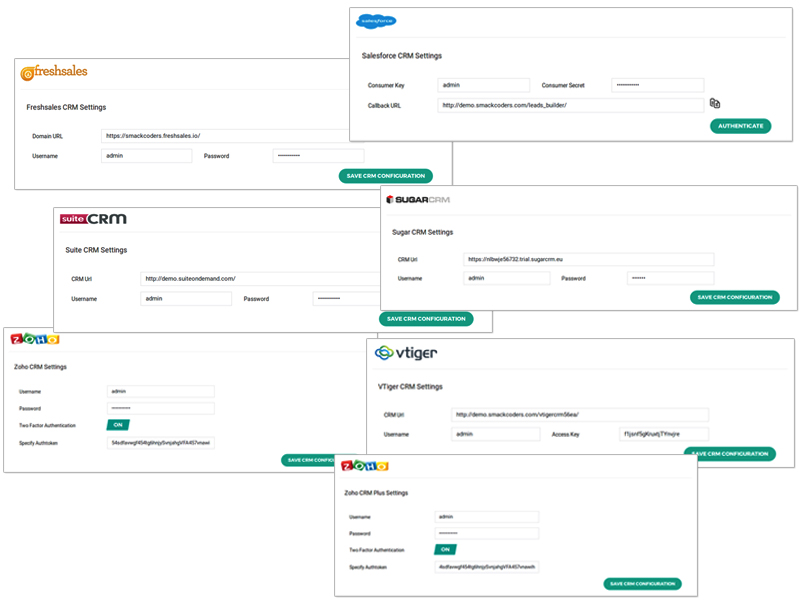 salesforce
Salesforce CRM Settings
Consumer Key admin Consumer Secret
Callback URL http://demo.smackcoders.com/leads_builder/
AUTHENTICATE
freshsales
Freshsales CRM Settings
Domain URL https://smackcoders.freshsales.io/
Username admin Password
SAVE CRM CONFIGURATION
SUGARCRM
Sugar CRM Settings
CRM Url https://nlbwje56732.trial.sugarcrm.eu
Username admin Password
SAVE CRM CONFIGURATION
suiteCRM
Suite CRM Settings
CRM Url http://demo.suiteondemand.com/
Username admin Password
SAVE CRM CONFIGURATION
ZOHO
Zoho CRM Settings
Username admin
Password
Two Factor Authentication ON
Specify Authtoken
SAVE CRM CONFIG
vtiger
VTiger CRM Settings
CRM Url http://demo.smackcoders.com/vtigercrm56ea/
Username admin Access Key
SAVE CRM CONFIGURATION
ZOHO
Zoho CRM Plus Settings
Username admin
Password
Two Factor Authentication ON
Specify Authtoken
SAVE CRM CONFIGURATION